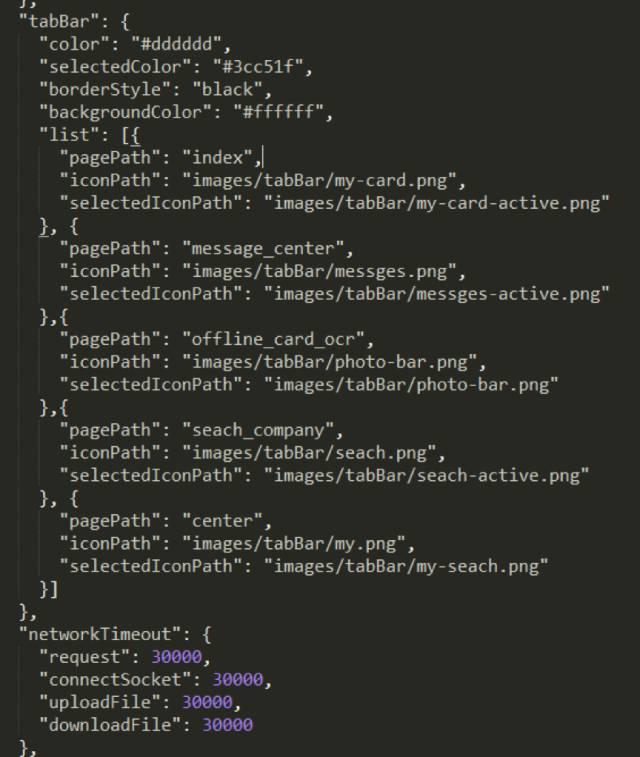 },
"tabBar": {
"color": "#dddddd",
"selectedColor": "#3cc51f",
"borderStyle": "black",
"backgroundColor": "#ffffff",
"list": [{
"pagePath": "index",
"iconPath": "images/tabBar/my-card.png",
"selectedIconPath": "images/tabBar/my-card-active.png"
}, {
"pagePath": "message_center",
"iconPath": "images/tabBar/messges.png",
"selectedIconPath": "images/tabBar/messges-active.png"
},{
"pagePath": "offline_card_ocr",
"iconPath": "images/tabBar/photo-bar.png",
"selectedIconPath": "images/tabBar/photo-bar.png"
},{
"pagePath": "seach_company",
"iconPath": "images/tabBar/seach.png",
"selectedIconPath": "images/tabBar/seach-active.png"
}, {
"pagePath": "center",
"iconPath": "images/tabBar/my.png",
"selectedIconPath": "images/tabBar/my-seach.png"
}]
},
"networkTimeout": {
"request": 30000,
"connectSocket": 30000,
"uploadFile": 30000,
"downloadFile": 30000
},